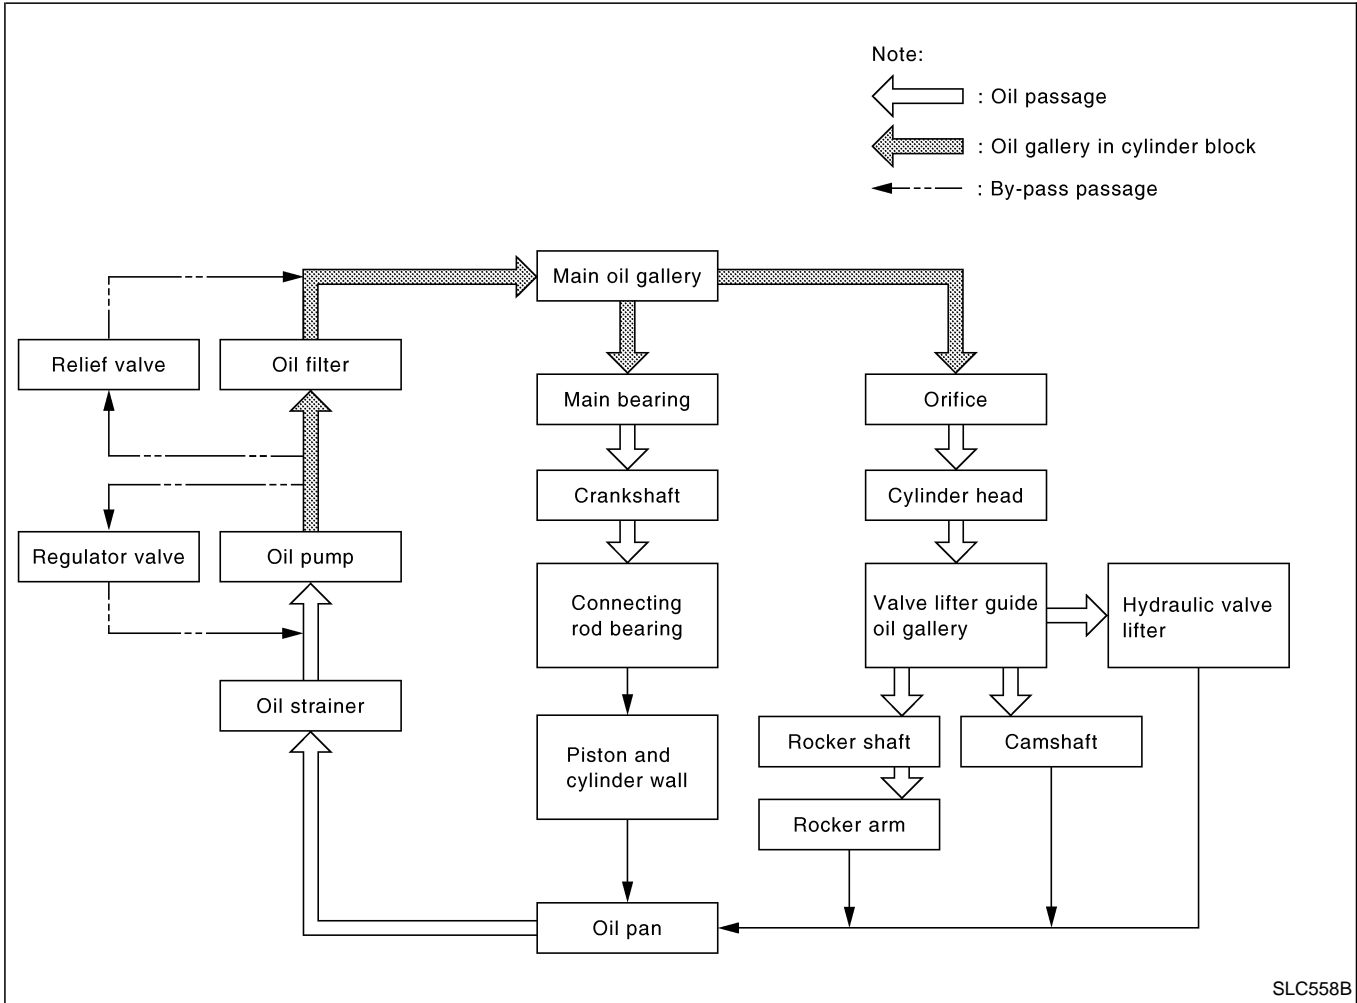 Note:
: Oil passage
: Oil gallery in cylinder block
: By-pass passage
Main oil gallery
Relief valve
Oil filter
Main bearing
Orifice
Crankshaft
Cylinder head
Regulator valve
Oil pump
Connecting
rod bearing
Valve lifter guide
oil gallery
Hydraulic valve
lifter
Oil strainer
Piston and
cylinder wall
Rocker shaft
Camshaft
Rocker arm
Oil pan
SLC558B